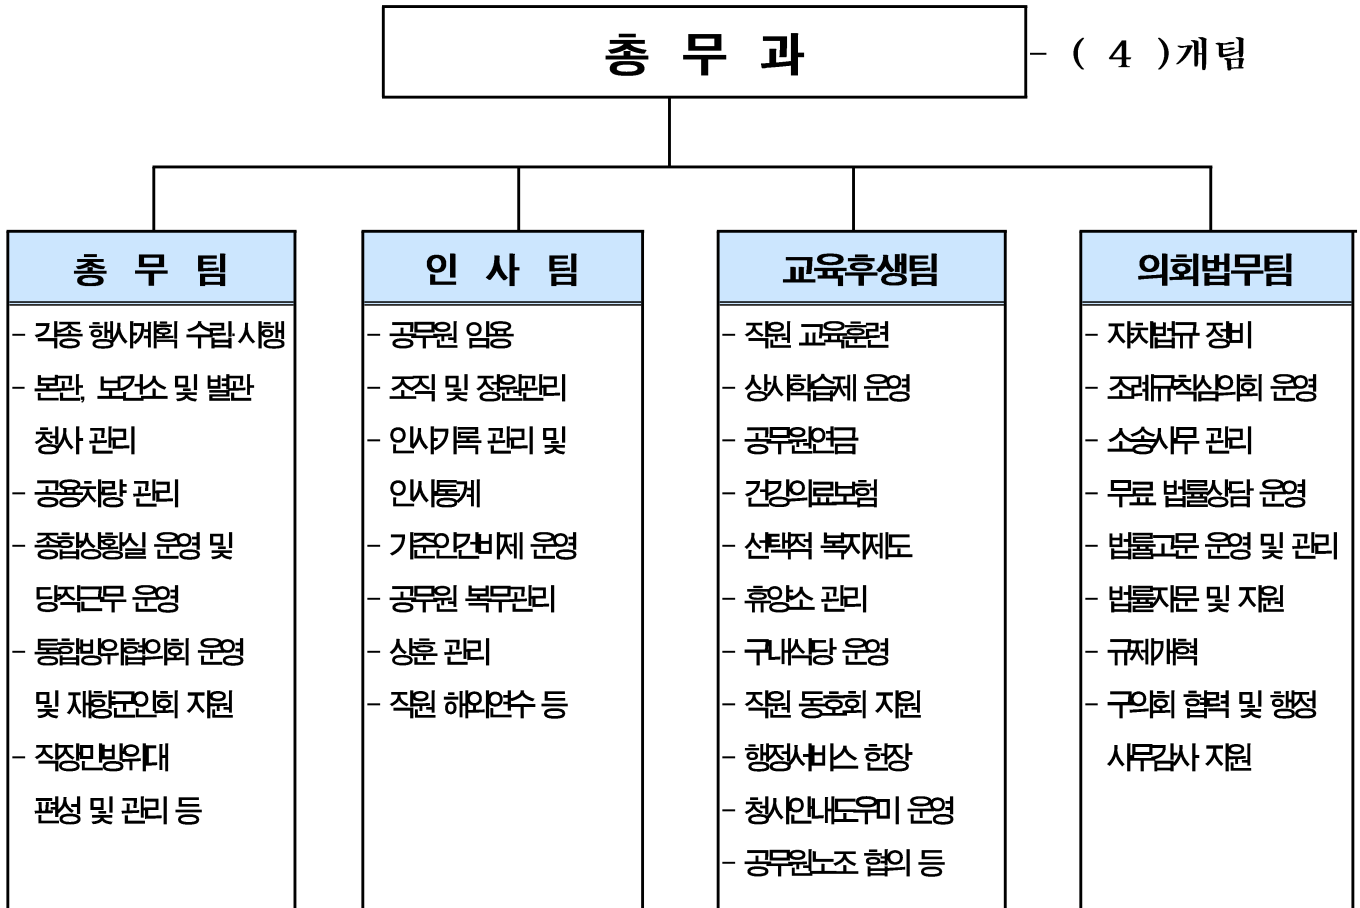 총 무 과
- ( 4 )개팀
총 무 팀
- 각종 행사계획 수립·시행
- 본관, 보건소 및 별관
청사 관리
- 공용차량 관리
- 종합상황실 운영 및
당직근무 운영
- 통합방위협의회 운영
및 재향군인회 지원
- 직장민방위대
편성 및 관리 등
인 사 팀
- 공무원 임용
- 조직 및 정원관리
- 인사기록 관리 및
인사통계
- 기준인건비제 운영
- 공무원 복무관리
- 상훈 관리
- 직원 해외연수 등
교육후생팀
- 직원 교육훈련
- 상시학습제 운영
- 공무원연금
- 건강의료보험
- 선택적 복지제도
- 휴양소 관리
- 구내식당 운영
- 직원 동호회 지원
- 행정서비스 헌장
- 청사안내도우미 운영
- 공무원노조 협의 등
의회법무팀
- 자치법규 정비
- 조례규칙심의회 운영
- 소송사무 관리
- 무료 법률상담 운영
- 법률고문 운영 및 관리
- 법률자문 및 지원
- 규제개혁
- 구의회 협력 및 행정
사무감사 지원